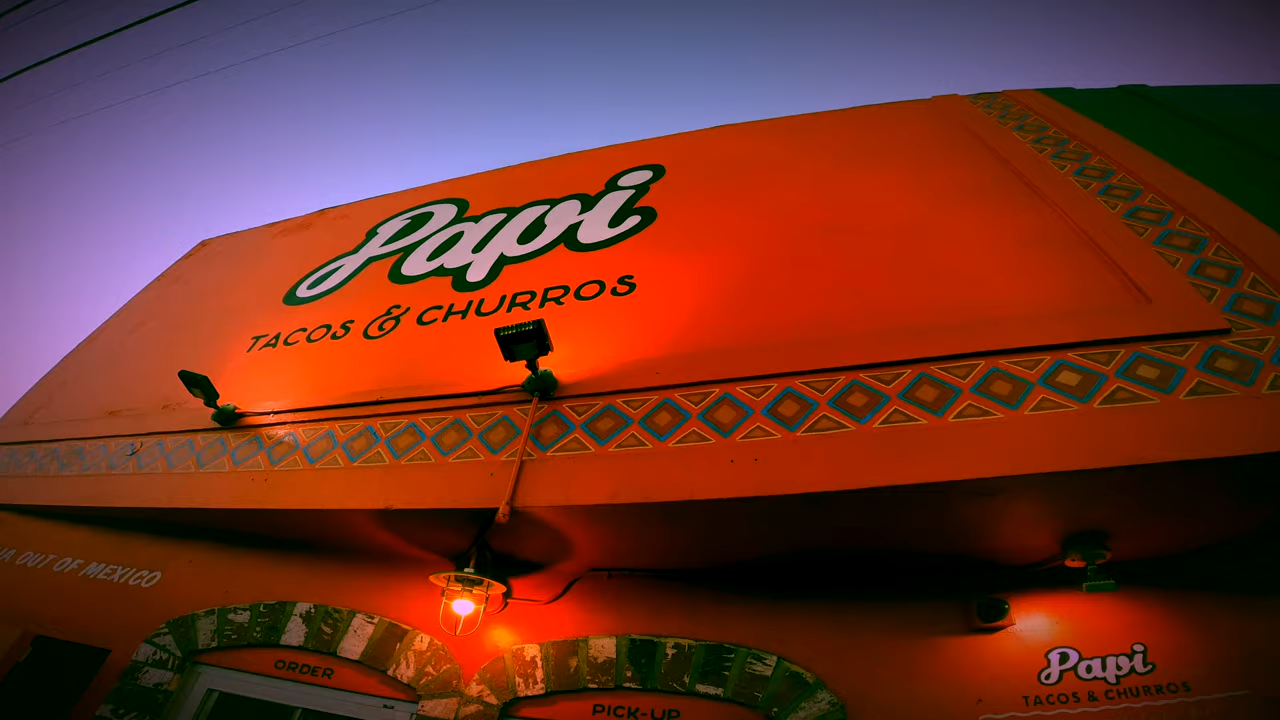 Papi
TACOS & CHURROS
OUT OF MEXICO
ORDER
PICK-UP
Papi
TACOS & CHURROS